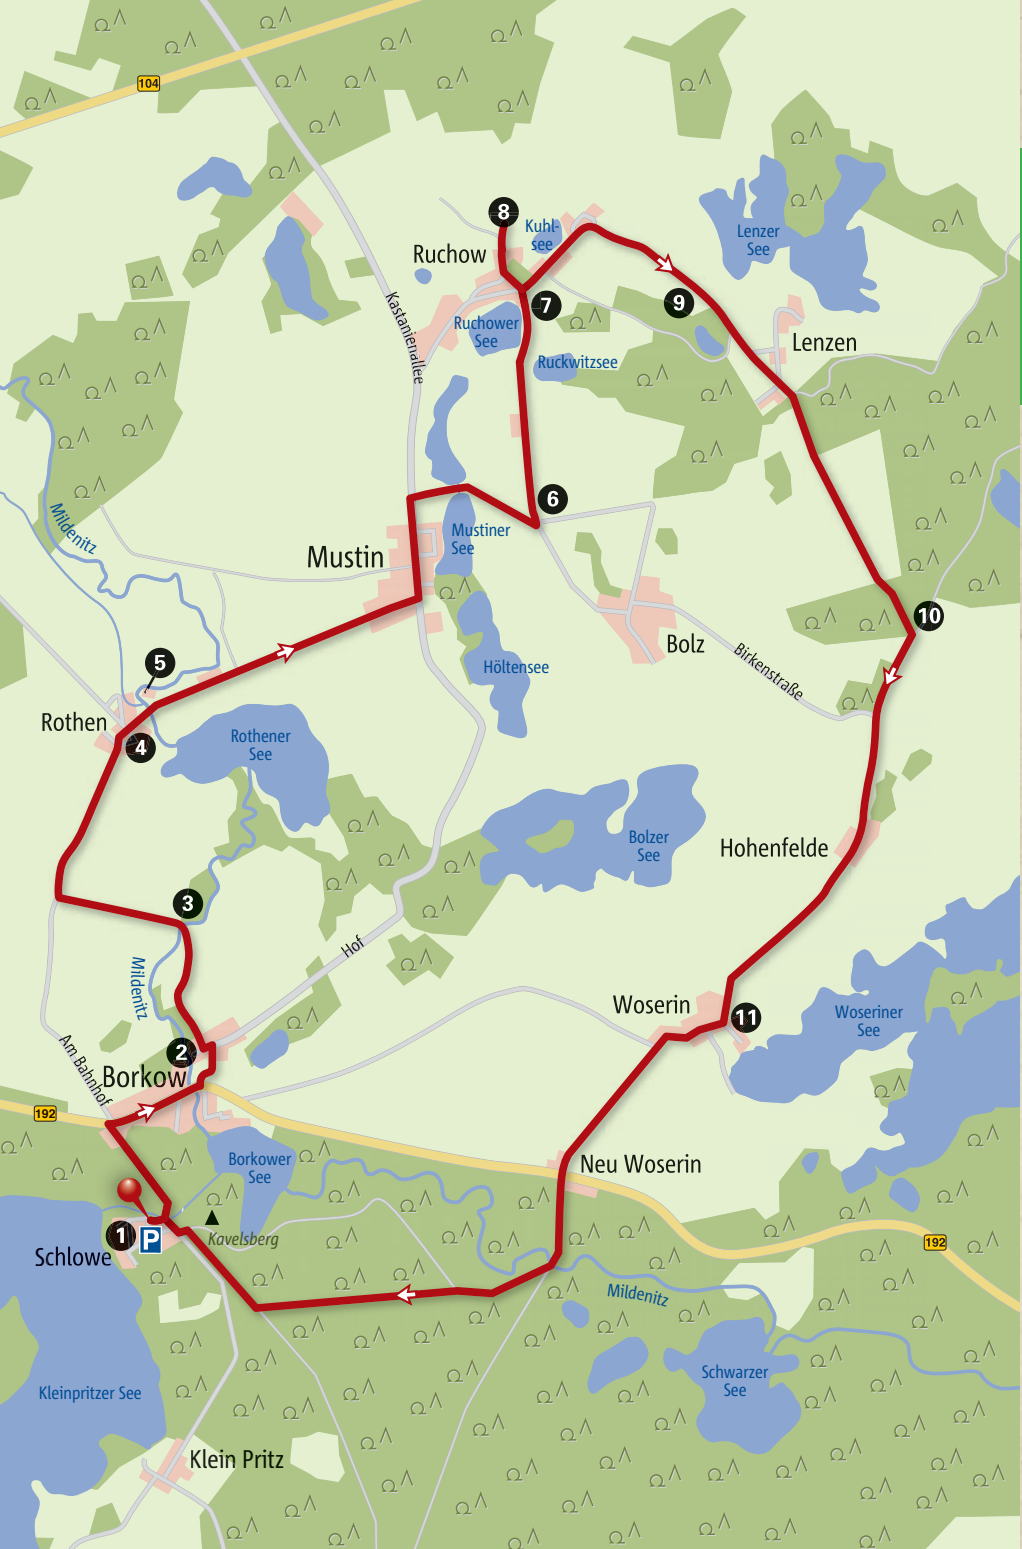 104
8
Kuhl-
see
Lenzer
See
Ruchow
9
7
Kastanienallee
Ruchower
See
Lenzen
Ruckwitzsee
6
Mildenitz
Mustiner
See
Mustin
10
Bolz
5
Höltensee
Birkenstraße
Rothen
4
Rothener
See
Bolzer
See
Hohenfelde
3
Hof
Mildenitz
Woserin
11
Woseriner
See
2
Am Bahnhof
Borkow
192
Borkower
See
Neu Woserin
1
P
Kavelsberg
Schlowe
192
Mildenitz
Schwarzer
See
Kleinpritzer See
Klein Pritz